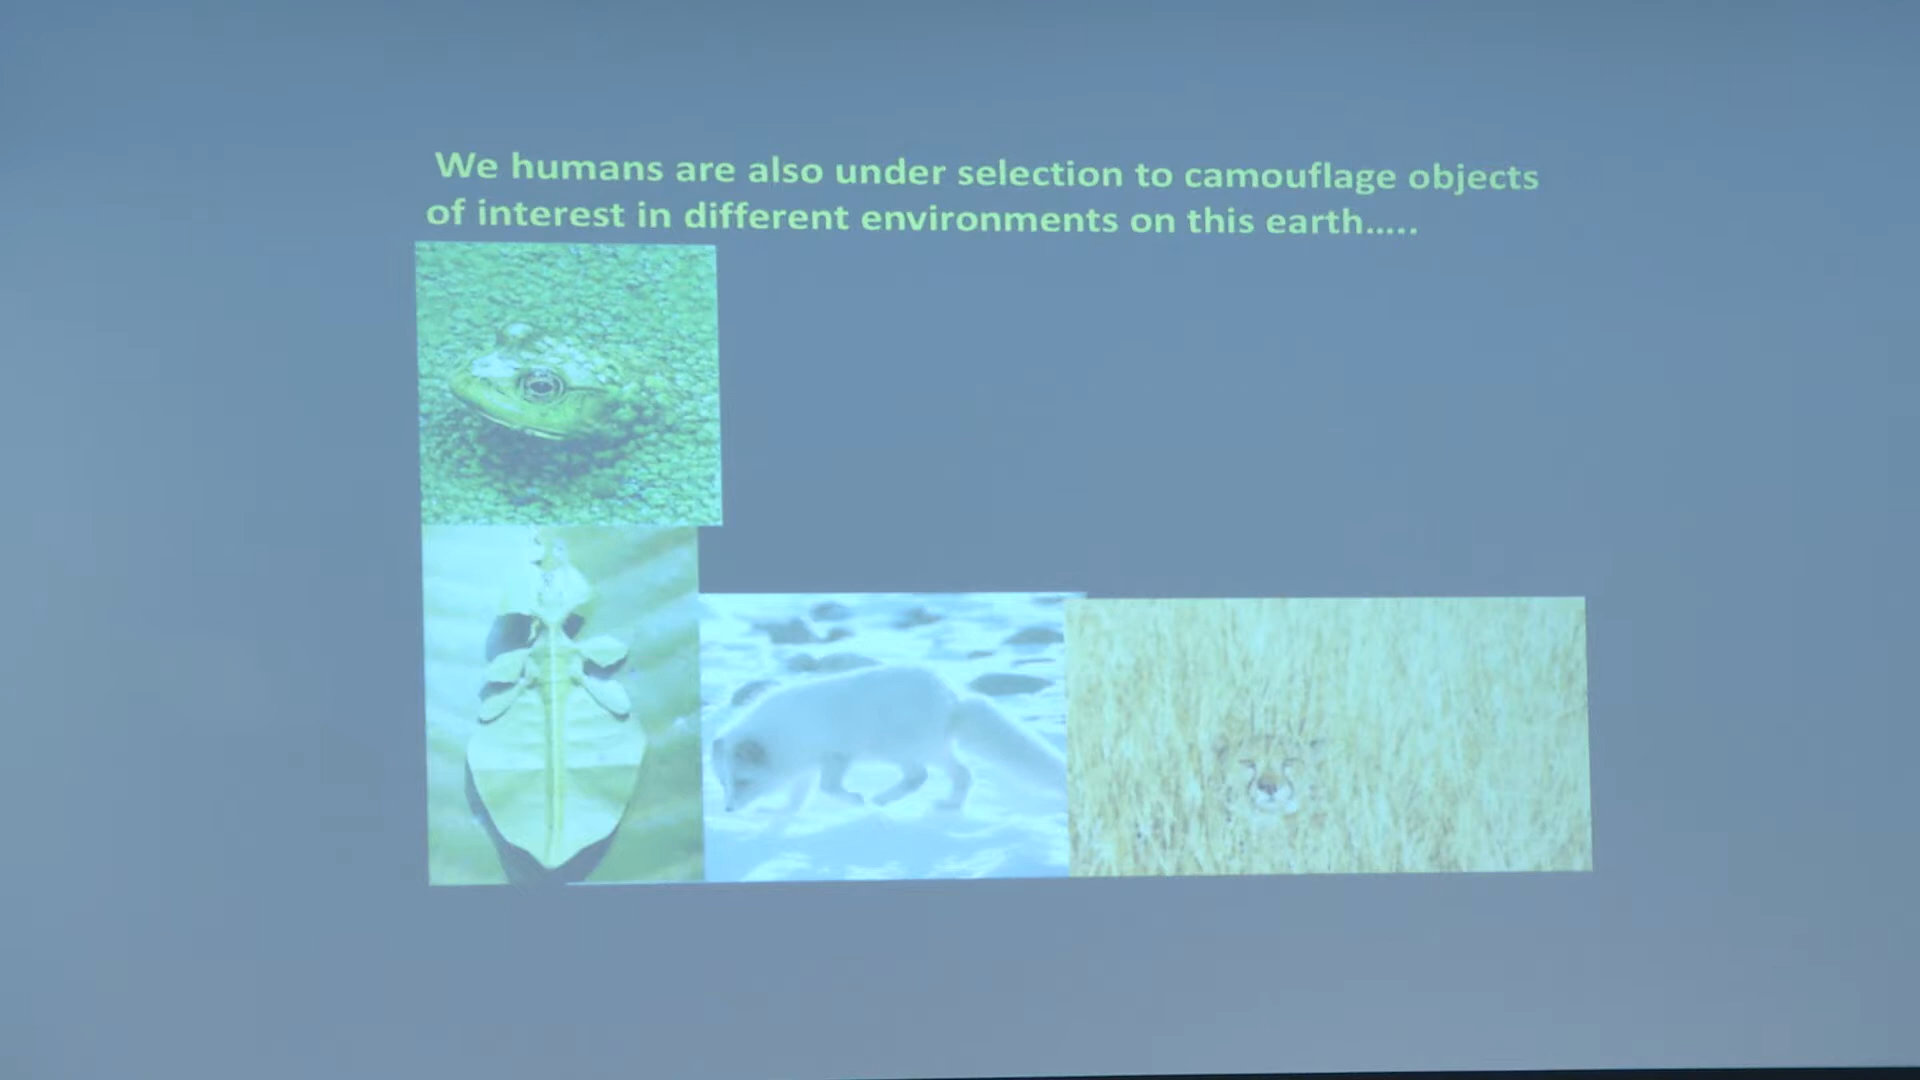 We humans are also under selection to camouflage objects
of interest in different environments on this earth.....